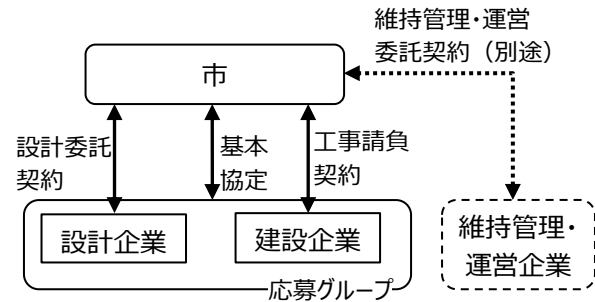 維持管理・運営
委託契約（別途）
市
設計委託
契約
基本
協定
工事請負
契約
設計企業
建設企業
維持管理・
運営企業
応募グループ